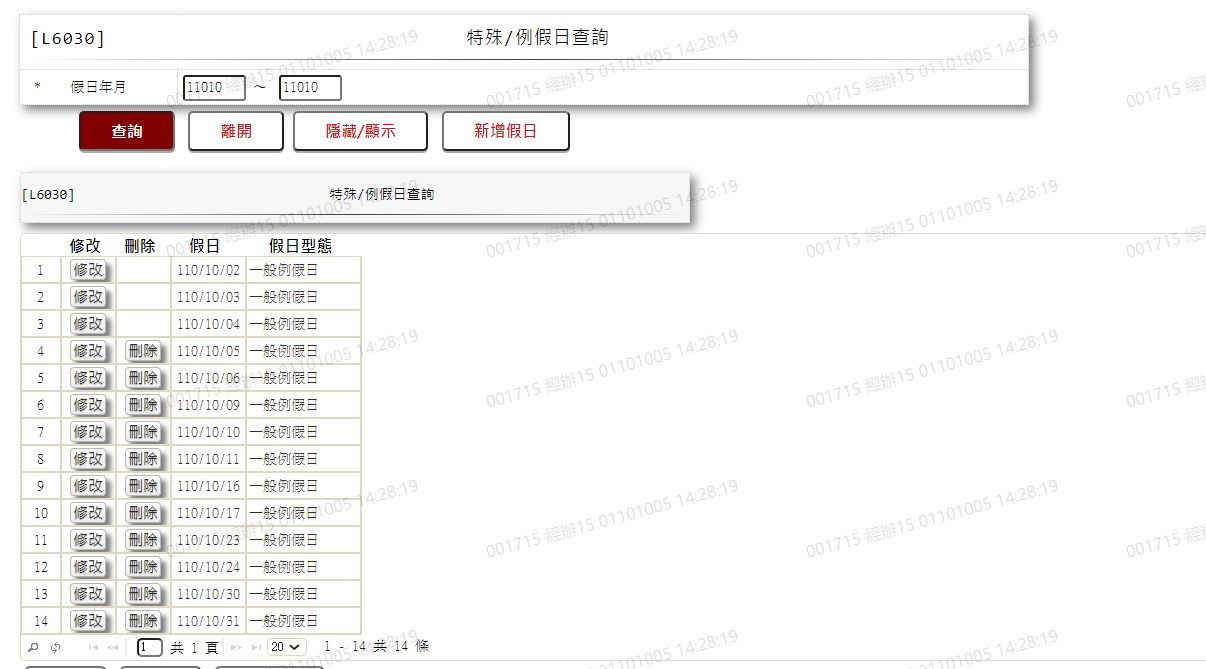 [L6030] 特殊/例假日查詢
* 假日年月 11010 ~ 11010
查詢 離開 隱藏/顯示 新增假日
[L6030] 特殊/例假日查詢
修改 刪除 假日 假日型態
1 修改 110/10/02 一般例假日
2 修改 110/10/03 一般例假日
3 修改 110/10/04 一般例假日
4 修改 刪除 110/10/05 一般例假日
5 修改 刪除 110/10/06 一般例假日
6 修改 刪除 110/10/09 一般例假日
7 修改 刪除 110/10/10 一般例假日
8 修改 刪除 110/10/11 一般例假日
9 修改 刪除 110/10/16 一般例假日
10 修改 刪除 110/10/17 一般例假日
11 修改 刪除 110/10/23 一般例假日
12 修改 刪除 110/10/24 一般例假日
13 修改 刪除 110/10/30 一般例假日
14 修改 刪除 110/10/31 一般例假日
1 共 1 頁 20 1 - 14 共 14 條
001715 經辦15 01101005 14:28:19